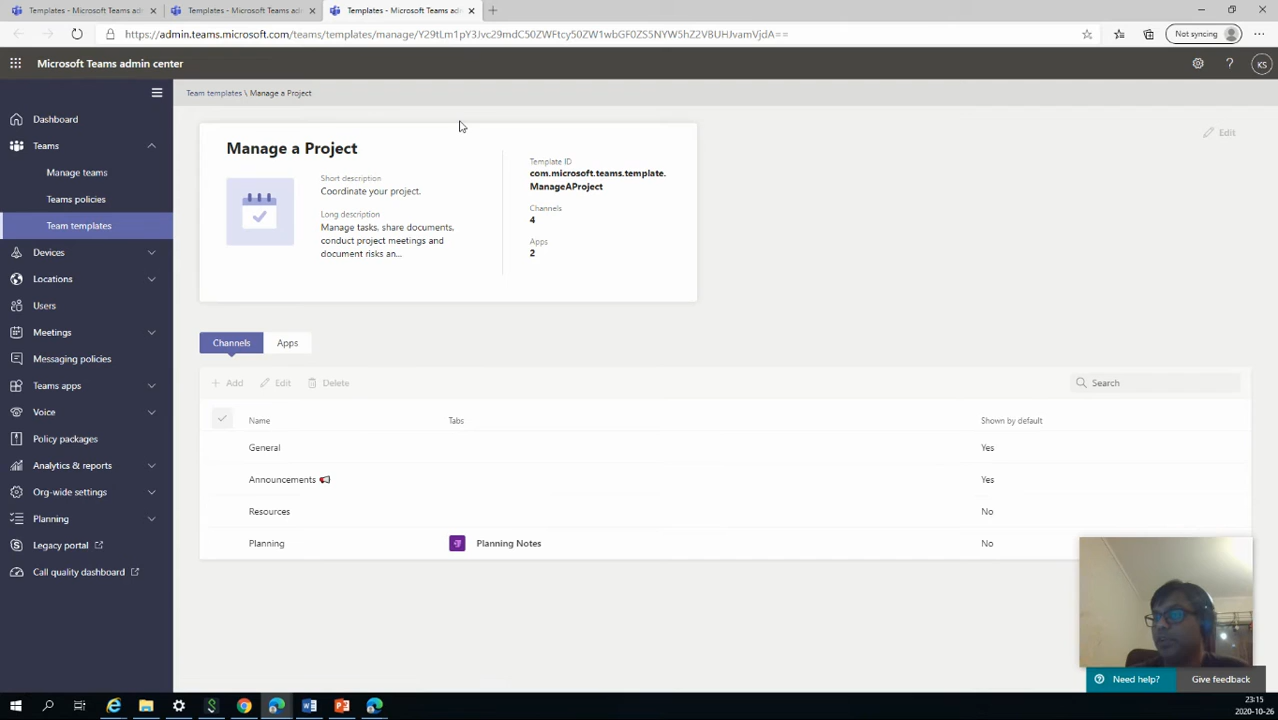 Templates - Microsoft Teams ad
Templates - Microsoft Teams ad
Templates - Microsoft Teams ad
https://admin.teams.microsoft.com/teams/templates/manage/Y29tLm1pY3Jvc29mdC50ZWFtcy50ZW1wbGF0ZS5NYW5hZ2VBUHJvamVjdA==
Not syncing
Microsoft Teams admin center
KS
Team templates \ Manage a Project
Dashboard
Teams
Manage teams
Teams policies
Team templates
Devices
Locations
Users
Meetings
Messaging policies
Teams apps
Voice
Policy packages
Analytics & reports
Org-wide settings
Planning
Legacy portal
Call quality dashboard
Edit
Manage a Project
Short description
Coordinate your project.
Long description
Manage tasks, share documents,
conduct project meetings and
document risks an...
Template ID
com.microsoft.teams.template.
ManageAProject
Channels
4
Apps
2
Channels
Apps
Add
Edit
Delete
Search
Name
Tabs
Shown by default
General
Yes
Announcements
Yes
Resources
No
Planning
Planning Notes
No
Need help?
Give feedback
23:15
2020-10-26